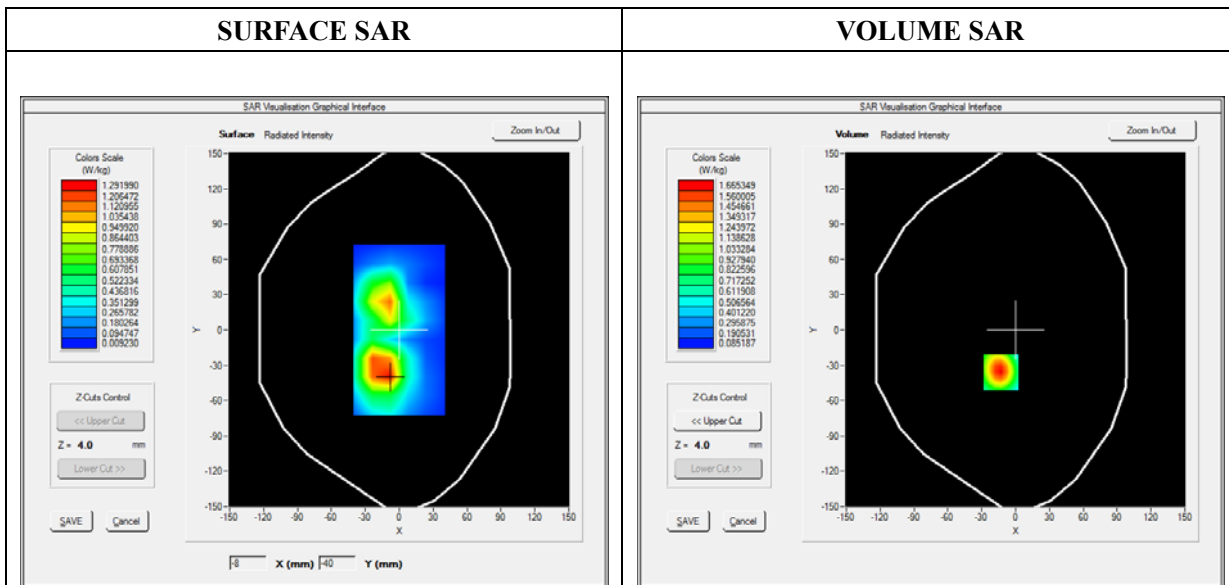 SURFACE SAR
VOLUME SAR
SAR Visualisation Graphical Interface
Surface Radiated Intensity
Zoom In/Out
Colors Scale
(W/kg)
1.291990
1.206472
1.120955
1.035438
0.949920
0.864403
0.778886
0.693368
0.607851
0.522334
0.436816
0.351299
0.265782
0.180264
0.094747
0.009230
Z-Cuts Control
<< Upper Cut
Z = 4.0 mm
Lower Cut >>
SAVE Cancel
150
120
90
60
30
0
-30
-60
-90
-120
-150
Y
-150 -120 -90 -60 -30 0 30 60 90 120 150
X
-8 X (mm) -40 Y (mm)
SAR Visualisation Graphical Interface
Volume Radiated Intensity
Zoom In/Out
Colors Scale
(W/kg)
1.665349
1.560005
1.454661
1.349317
1.243972
1.138628
1.033284
0.927940
0.822596
0.717252
0.611908
0.506564
0.401220
0.295875
0.190531
0.085187
Z-Cuts Control
<< Upper Cut
Z = 4.0 mm
Lower Cut >>
SAVE Cancel
150
120
90
60
30
0
-30
-60
-90
-120
-150
Y
-150 -120 -90 -60 -30 0 30 60 90 120 150
X